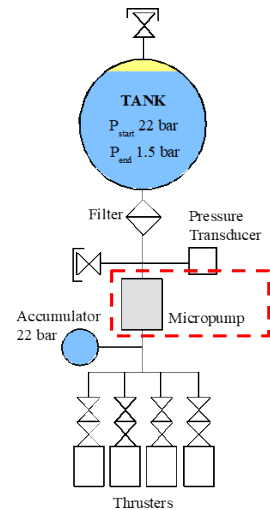 TANK
Pstart 22 bar
Pend 1.5 bar
Filter
Pressure
Transducer
Accumulator
22 bar
Micropump
Thrusters